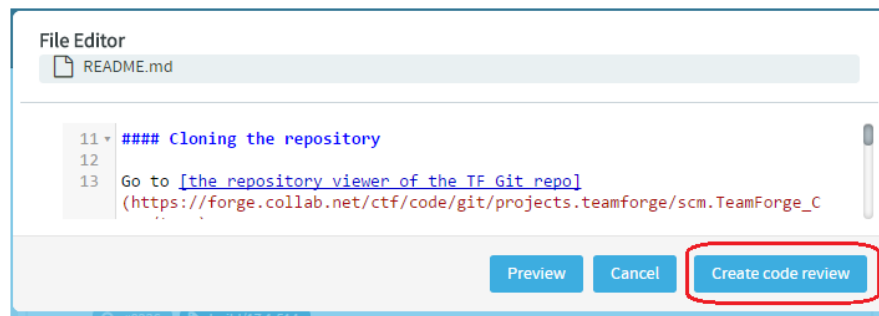 File Editor
README.md
11 #### Cloning the repository
12
13 Go to [the repository viewer of the TF Git repo]
(https://forge.collab.net/ctf/code/git/projects.teamforge/scm.TeamForge_C
Preview Cancel Create code review